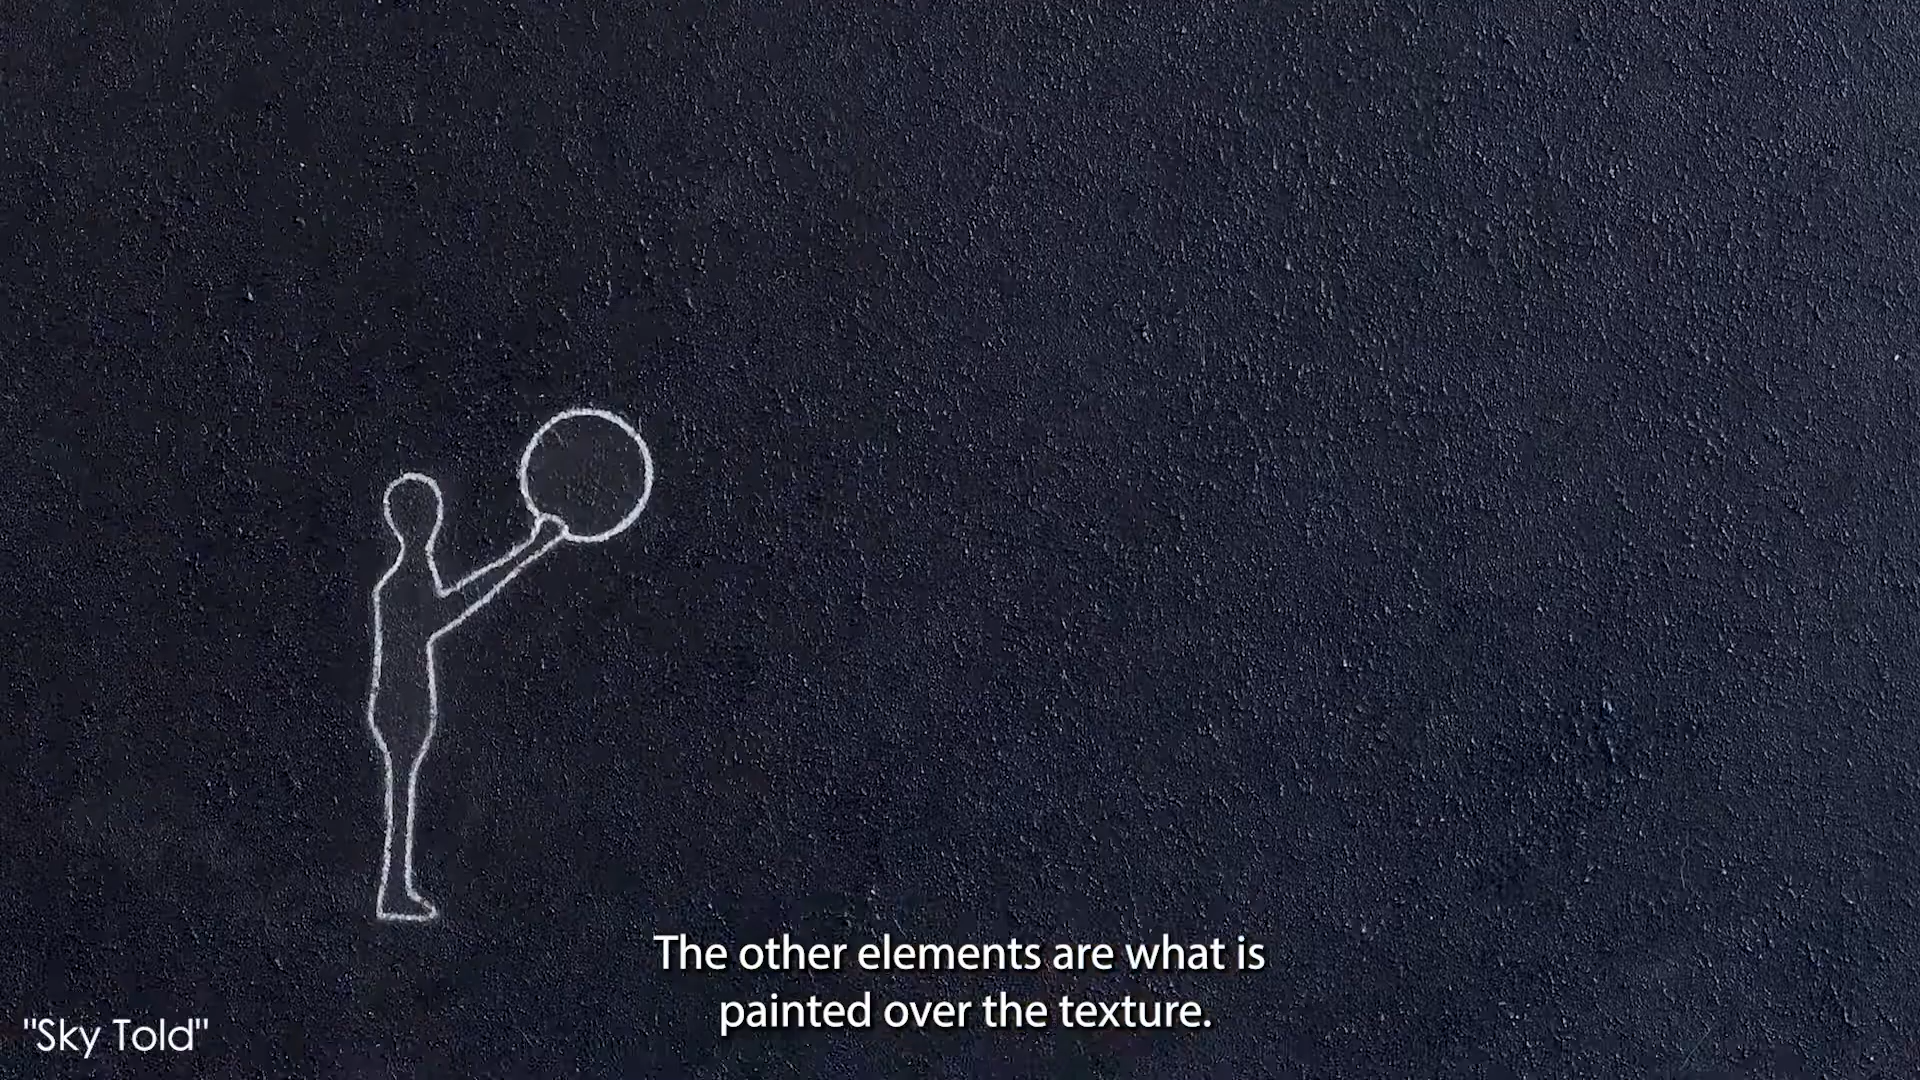 The other elements are what is
painted over the texture.
"Sky Told"